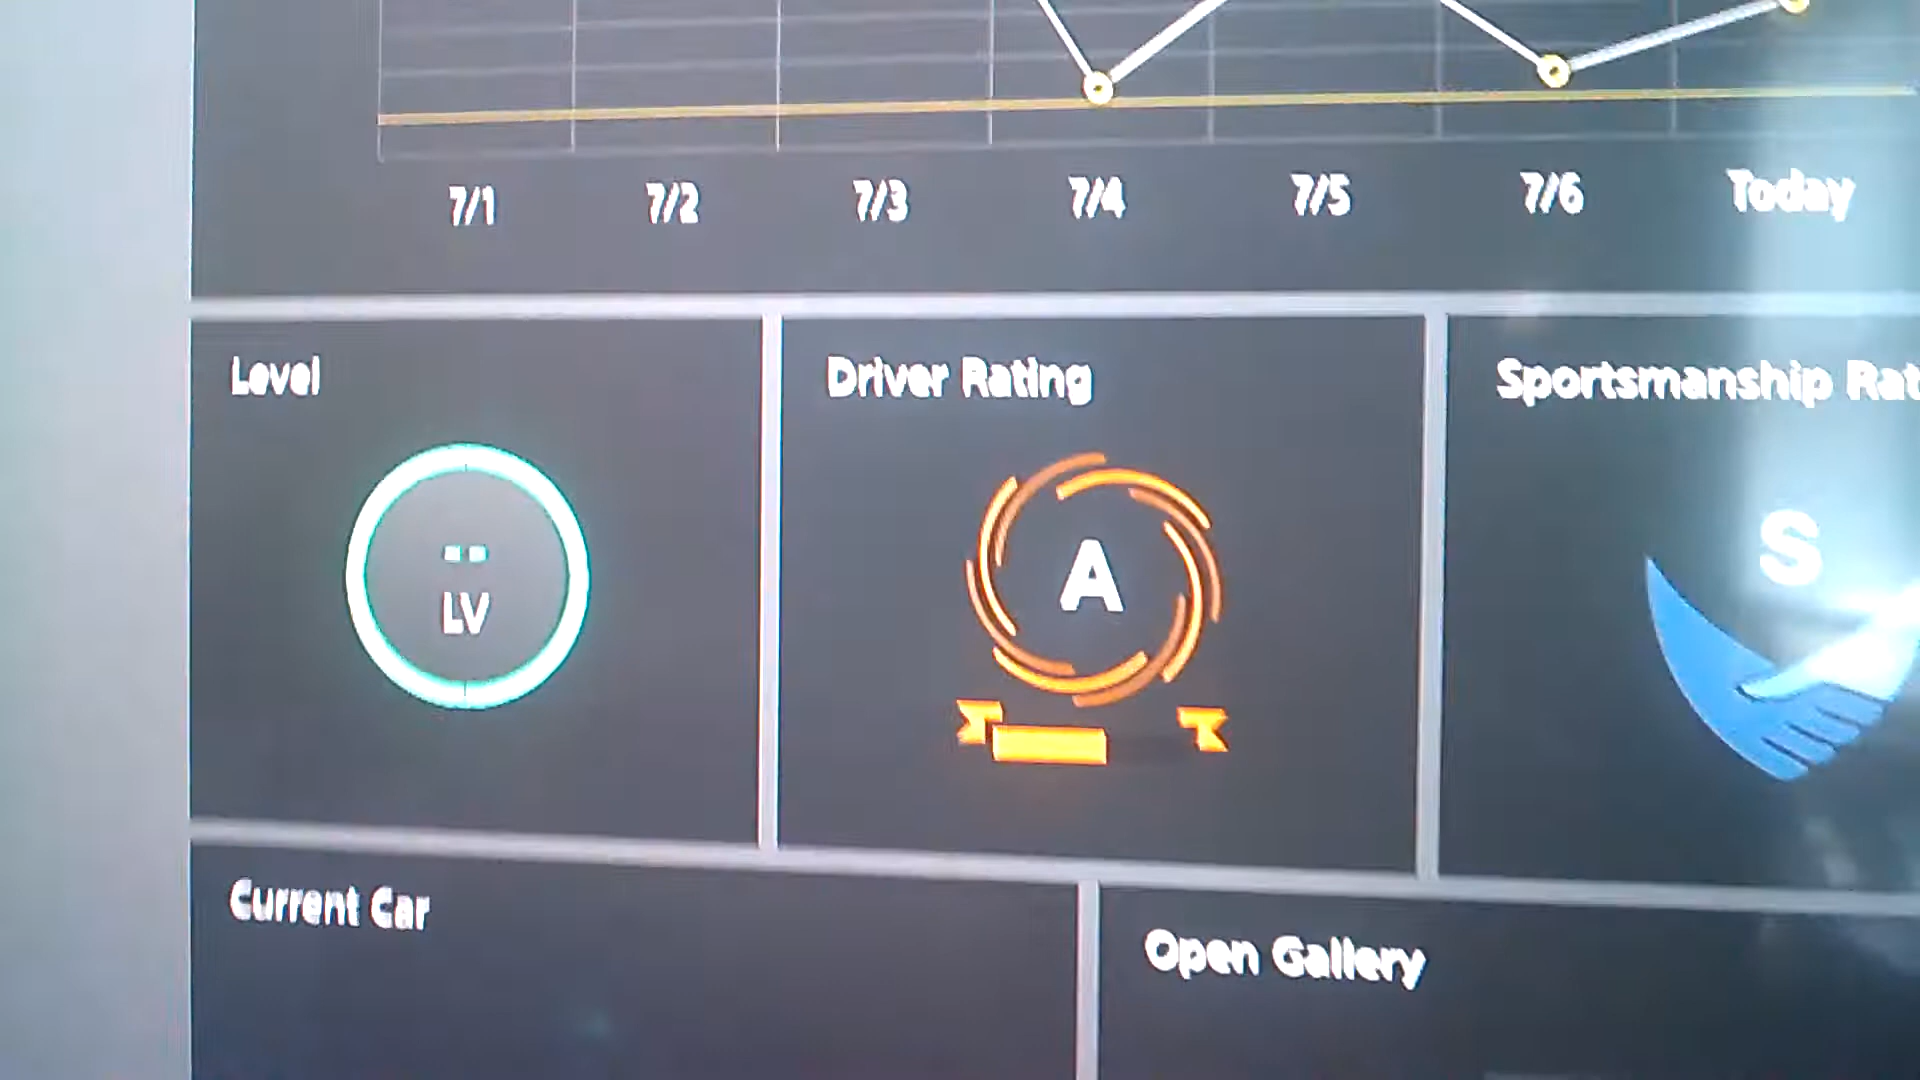 7/1 7/2 7/3 7/4 7/5 7/6 Today
Level
Driver Rating
Sportsmanship Rat
--
LV
A
S
Current Car
Open Gallery